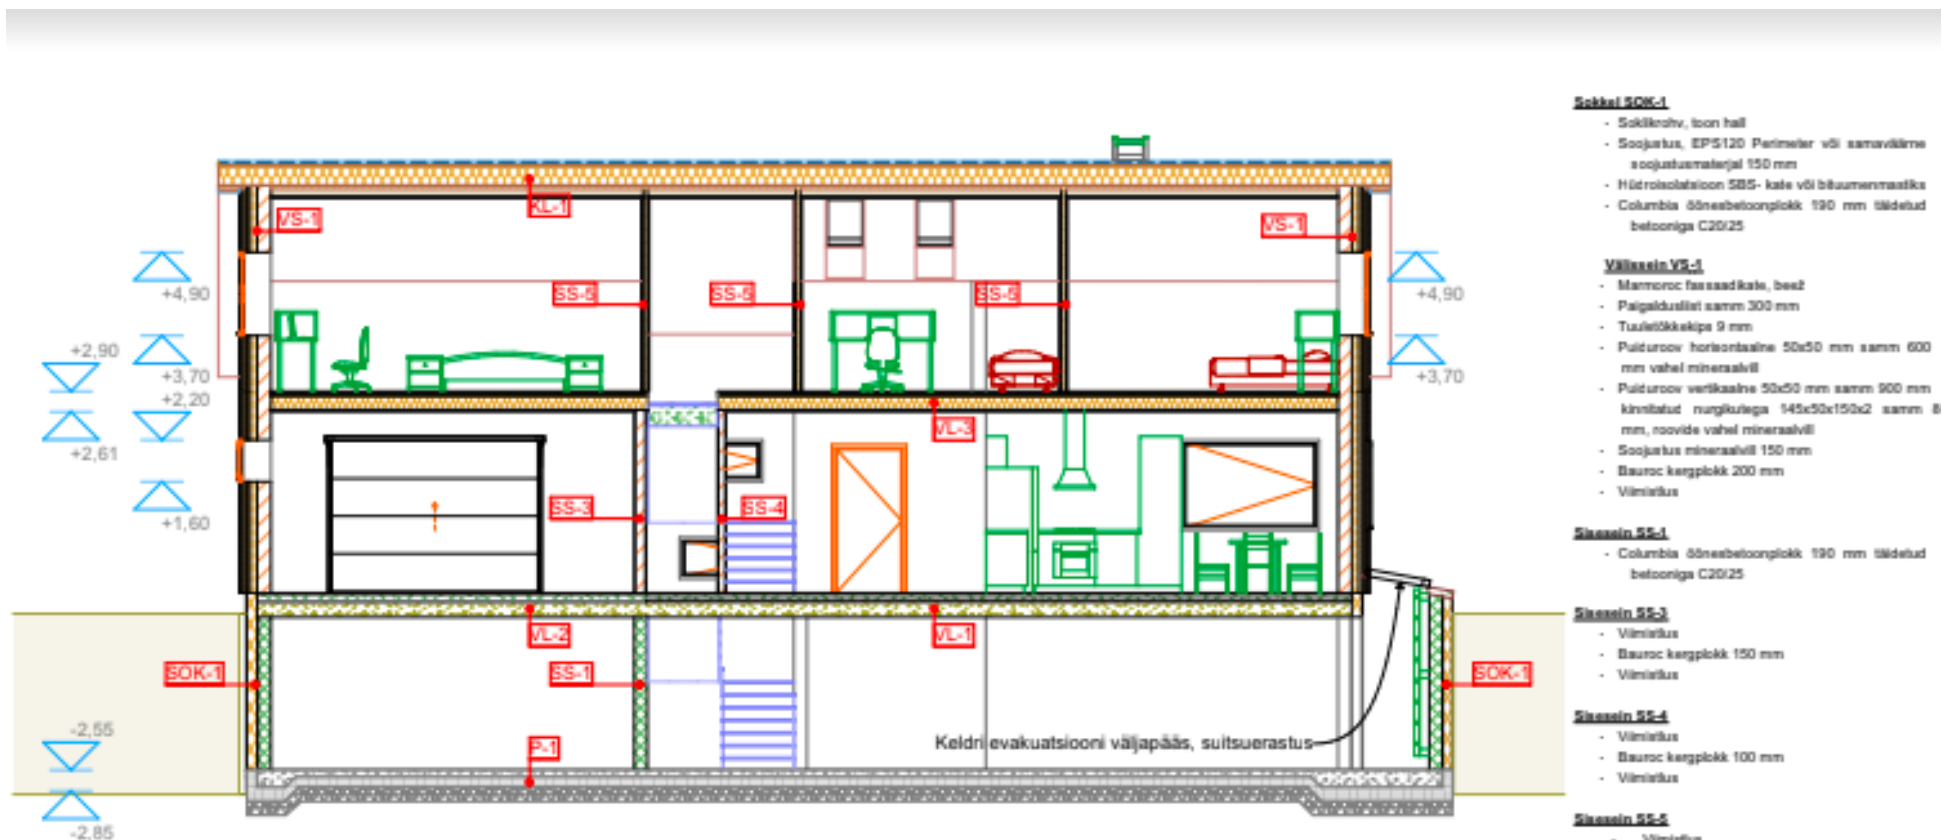 KL-1
VS-1
VS-1
+4,90
+4,90
SS-5
SS-5
SS-5
+2,90
+3,70
+3,70
+2,20
VL-3
+2,61
SS-3
SS-4
+1,60
VL-2
VL-1
SOK-1
SS-1
SOK-1
-2,55
P-1
Keldri evakuatsiooni väljapääs, suitsuerastus
-2,85
Sokkel SOK-1
- Soklikrohv, toon hall
- Soojustus, EPS120 Perimeter või samaväärne
soojustusmaterjal 150 mm
- Hüdroisolatsioon SBS- kate või bituumenmastiks
- Columbia õõnesbetoonplokk 190 mm täidetud
betooniga C20/25
Välissein VS-1
- Marmoroc fassaadikate, beež
- Paigaldusliist samm 300 mm
- Tuuletõkkekips 9 mm
- Puiduroov horisontaalne 50x50 mm samm 600
mm vahel mineraalvill
- Puiduroov vertikaalne 50x50 mm samm 900 mm
kinnitatud nurgikutega 145x50x150x2 samm 8
mm, roovide vahel mineraalvill
- Soojustus mineraalvill 150 mm
- Bauroc kergplokk 200 mm
- Viimistlus
Sisesein SS-1
- Columbia õõnesbetoonplokk 190 mm täidetud
betooniga C20/25
Sisesein SS-3
- Viimistlus
- Bauroc kergplokk 150 mm
- Viimistlus
Sisesein SS-4
- Viimistlus
- Bauroc kergplokk 100 mm
- Viimistlus
Sisesein SS-5
- Viimistlus